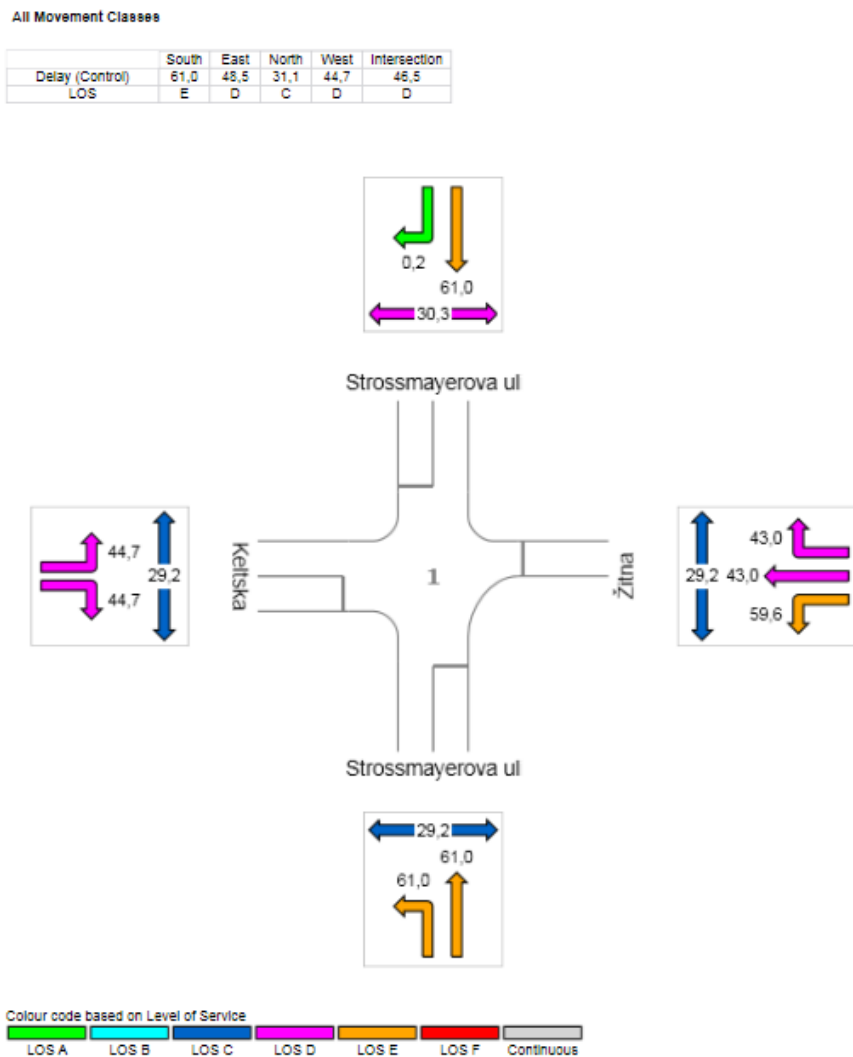 All Movement Classes
South East North West Intersection
Delay (Control) 61,0 48,5 31,1 44,7 46,5
LOS E D C D D
0,2
61,0
30,3
Strossmayerova ul
44,7
29,2
44,7
Keltska
1
Žitna
43,0
29,2 43,0
59,6
Strossmayerova ul
29,2
61,0
61,0
Colour code based on Level of Service
LOS A LOS B LOS C LOS D LOS E LOS F Continuous